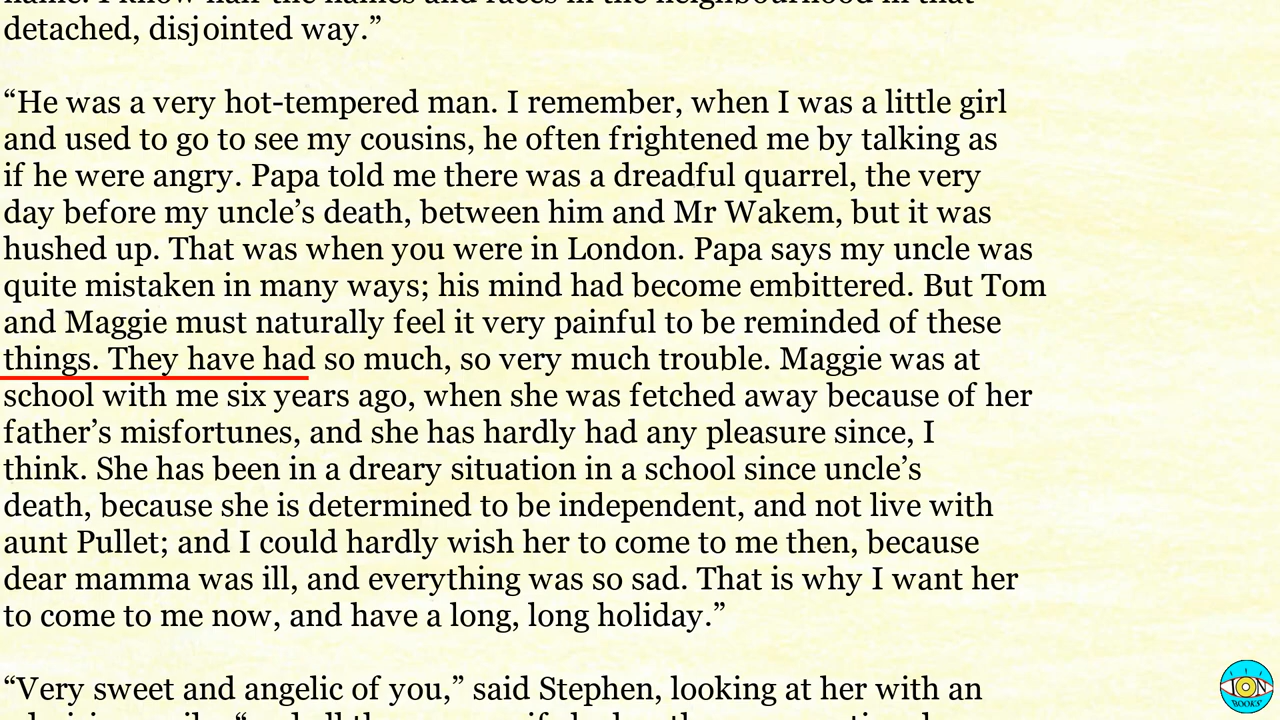 detached, disjointed way.”
“He was a very hot-tempered man. I remember, when I was a little girl
and used to go to see my cousins, he often frightened me by talking as
if he were angry. Papa told me there was a dreadful quarrel, the very
day before my uncle’s death, between him and Mr Wakem, but it was
hushed up. That was when you were in London. Papa says my uncle was
quite mistaken in many ways; his mind had become embittered. But Tom
and Maggie must naturally feel it very painful to be reminded of these
things. They have had so much, so very much trouble. Maggie was at
school with me six years ago, when she was fetched away because of her
father’s misfortunes, and she has hardly had any pleasure since, I
think. She has been in a dreary situation in a school since uncle’s
death, because she is determined to be independent, and not live with
aunt Pullet; and I could hardly wish her to come to me then, because
dear mamma was ill, and everything was so sad. That is why I want her
to come to me now, and have a long, long holiday.”
“Very sweet and angelic of you,” said Stephen, looking at her with an
ION
BOOKS